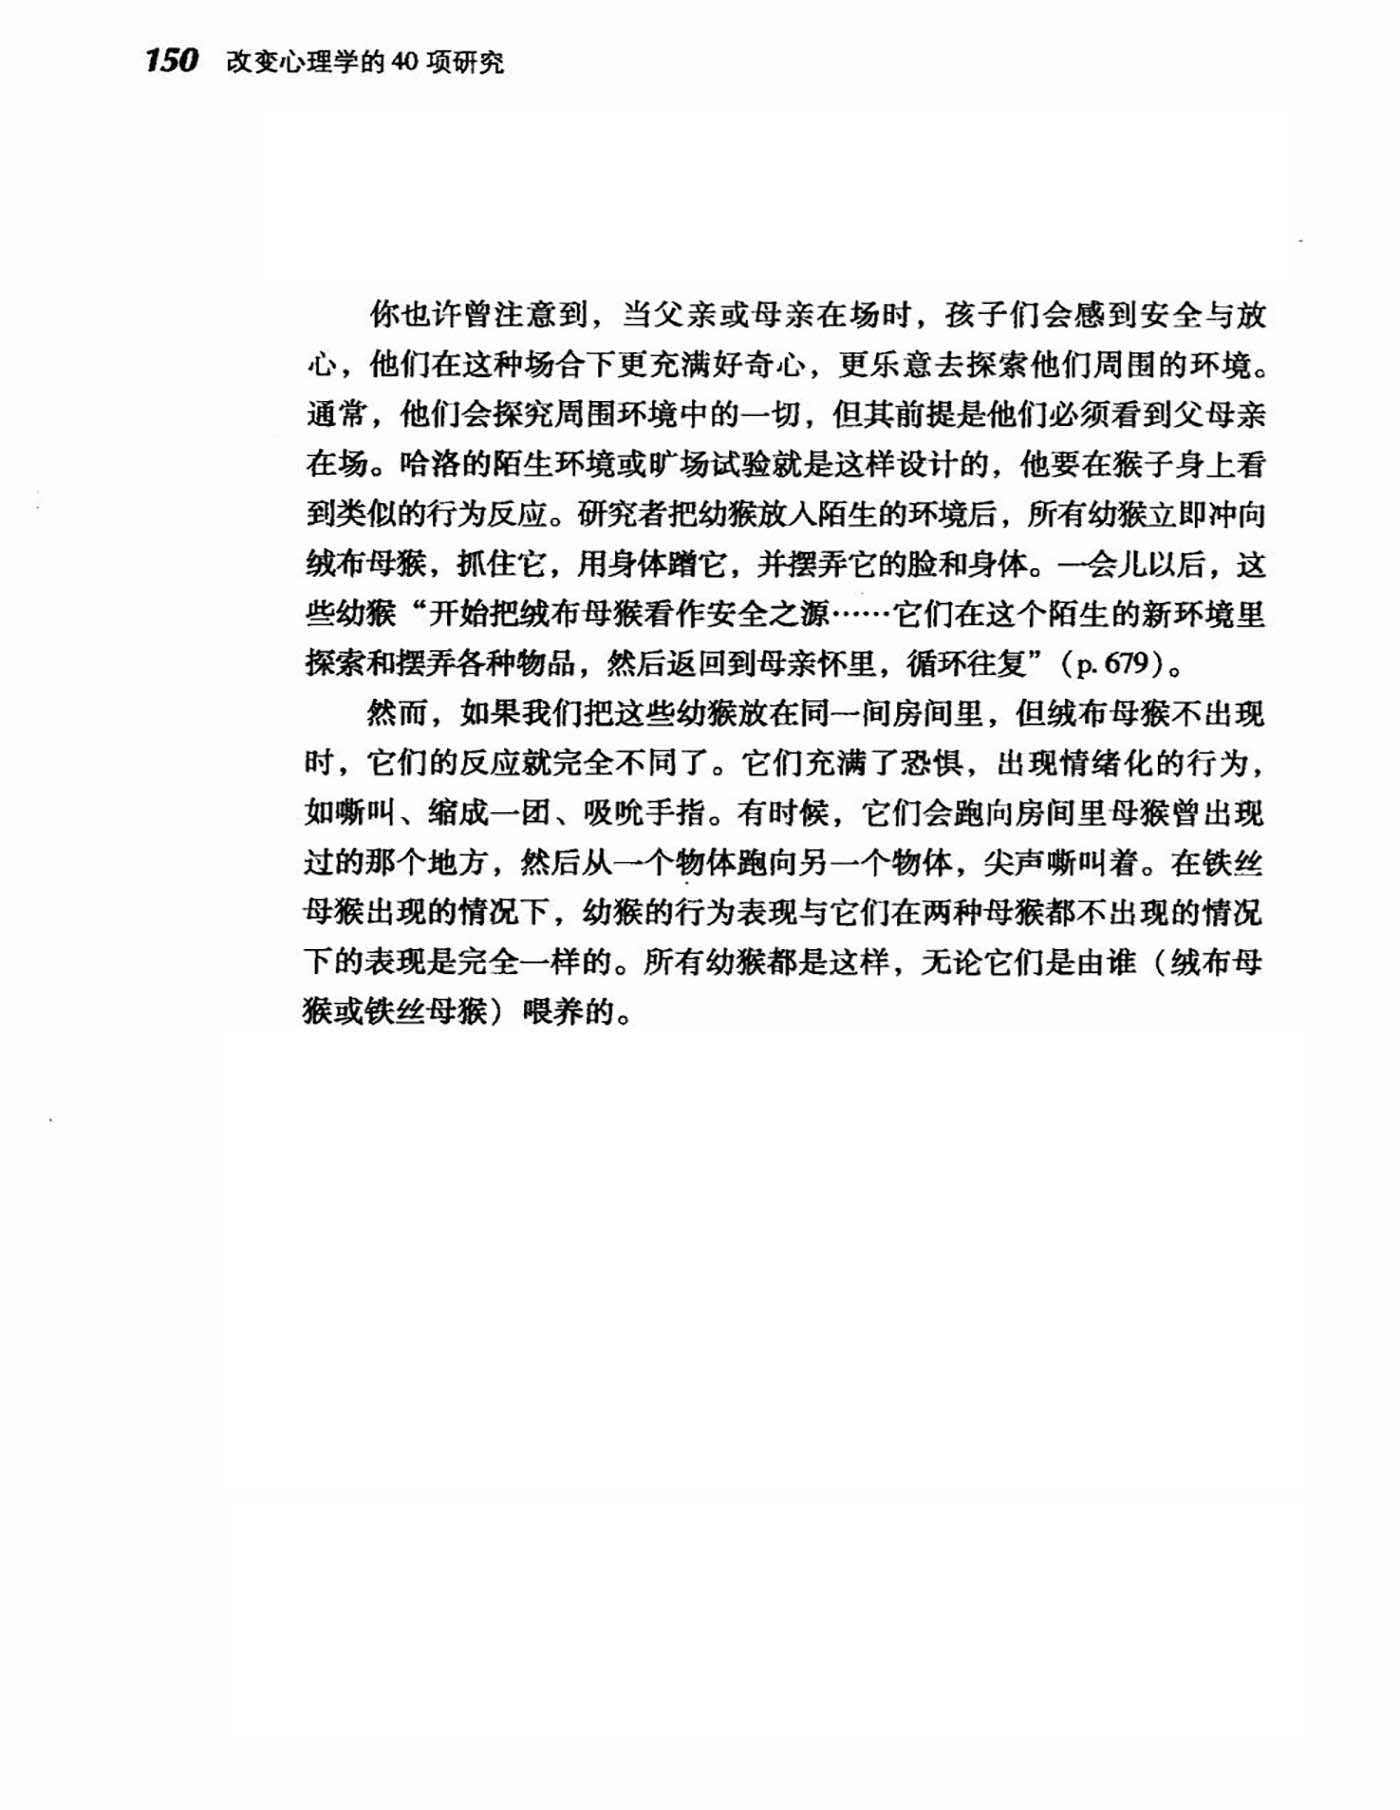 150 改变心理学的 40 项研究
你也许曾注意到，当父亲或母亲在场时，孩子们会感到安全与放
心，他们在这种场合下更充满好奇心，更乐意去探索他们周围的环境。
通常，他们会探究周围环境中的一切，但其前提是他们必须看到父母亲
在场。哈洛的陌生环境或旷场试验就是这样设计的，他要在猴子身上看
到类似的行为反应。研究者把幼猴放入陌生的环境后，所有幼猴立即冲向
绒布母猴，抓住它，用身体蹭它，并摆弄它的脸和身体。一会儿以后，这
些幼猴“开始把绒布母猴看作安全之源……它们在这个陌生的新环境里
探索和摆弄各种物品，然后返回到母亲怀里，循环往复”（p. 679）。
然而，如果我们把这些幼猴放在同一间房间里，但绒布母猴不出现
时，它们的反应就完全不同了。它们充满了恐惧，出现情绪化的行为，
如嘶叫、缩成一团、吸吮手指。有时候，它们会跑向房间里母猴曾出现
过的那个地方，然后从一个物体跑向另一个物体，尖声嘶叫着。在铁丝
母猴出现的情况下，幼猴的行为表现与它们在两种母猴都不出现的情况
下的表现是完全一样的。所有幼猴都是这样，无论它们是由谁（绒布母
猴或铁丝母猴）喂养的。